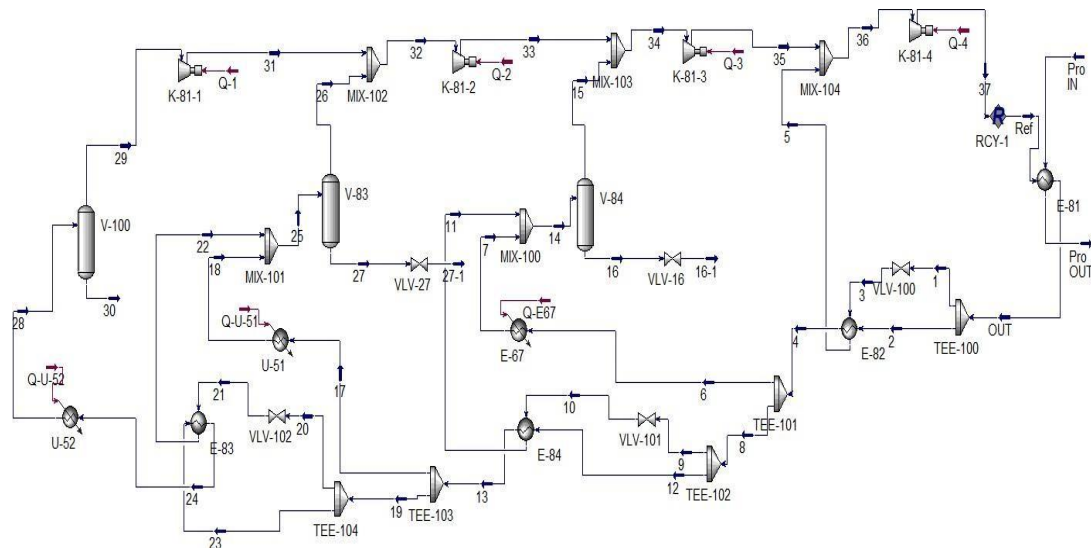 36
K-81-4
Q-4
31
32
33
34
35
K-81-1
Q-1
MIX-102
K-81-2
Q-2
MIX-103
K-81-3
Q-3
MIX-104
37
Pro
IN
26
15
5
R
Ref
RCY-1
29
E-81
V-100
V-83
V-84
Pro
OUT
22
25
11
14
18
7
MIX-101
27
VLV-27
27-1
MIX-100
16
VLV-16
16-1
28
30
3
VLV-100
1
Q-U-51
Q-E67
OUT
U-51
E-67
4
E-82
2
TEE-100
Q-U-52
21
17
6
U-52
E-83
VLV-102
20
10
VLV-101
TEE-101
8
24
E-84
9
12
TEE-102
23
TEE-104
19
TEE-103
13